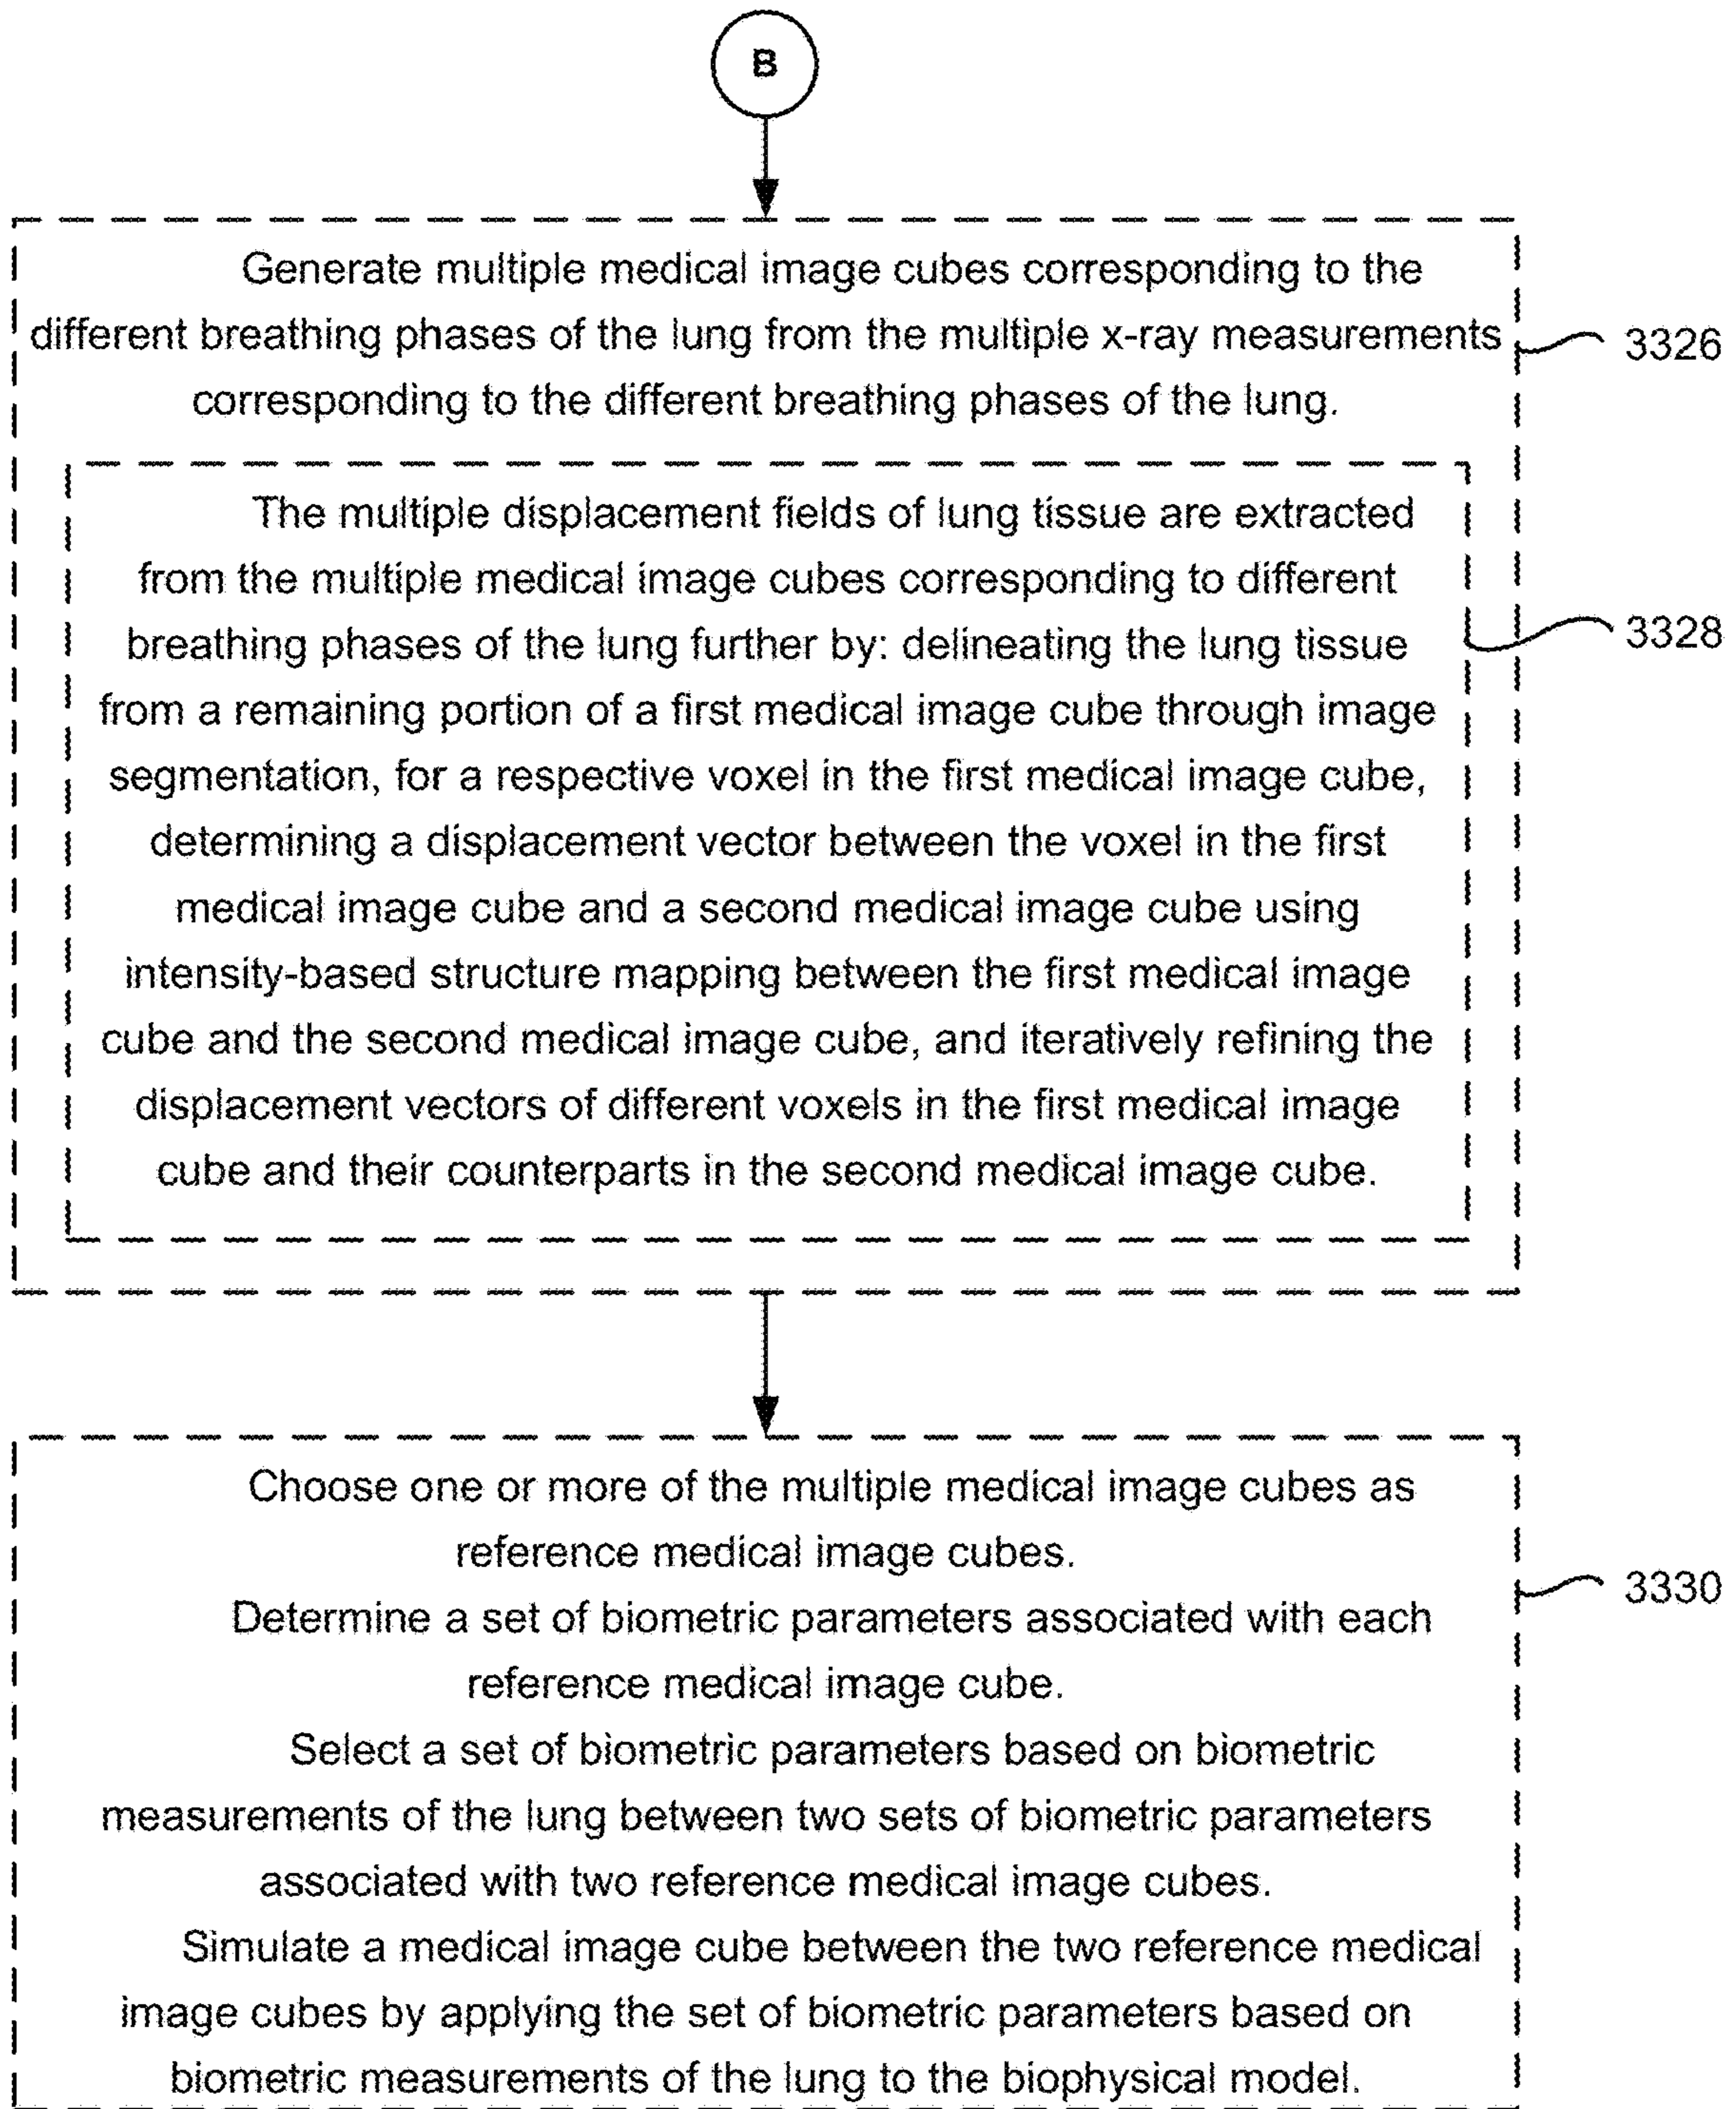 B
Generate multiple medical image cubes corresponding to the
different breathing phases of the lung from the multiple x-ray measurements
corresponding to the different breathing phases of the lung.
3326
The multiple displacement fields of lung tissue are extracted
from the multiple medical image cubes corresponding to different
breathing phases of the lung further by: delineating the lung tissue
from a remaining portion of a first medical image cube through image
segmentation, for a respective voxel in the first medical image cube,
determining a displacement vector between the voxel in the first
medical image cube and a second medical image cube using
intensity-based structure mapping between the first medical image
cube and the second medical image cube, and iteratively refining the
displacement vectors of different voxels in the first medical image
cube and their counterparts in the second medical image cube.
3328
Choose one or more of the multiple medical image cubes as
reference medical image cubes.
Determine a set of biometric parameters associated with each
reference medical image cube.
Select a set of biometric parameters based on biometric
measurements of the lung between two sets of biometric parameters
associated with two reference medical image cubes.
Simulate a medical image cube between the two reference medical
image cubes by applying the set of biometric parameters based on
biometric measurements of the lung to the biophysical model.
3330